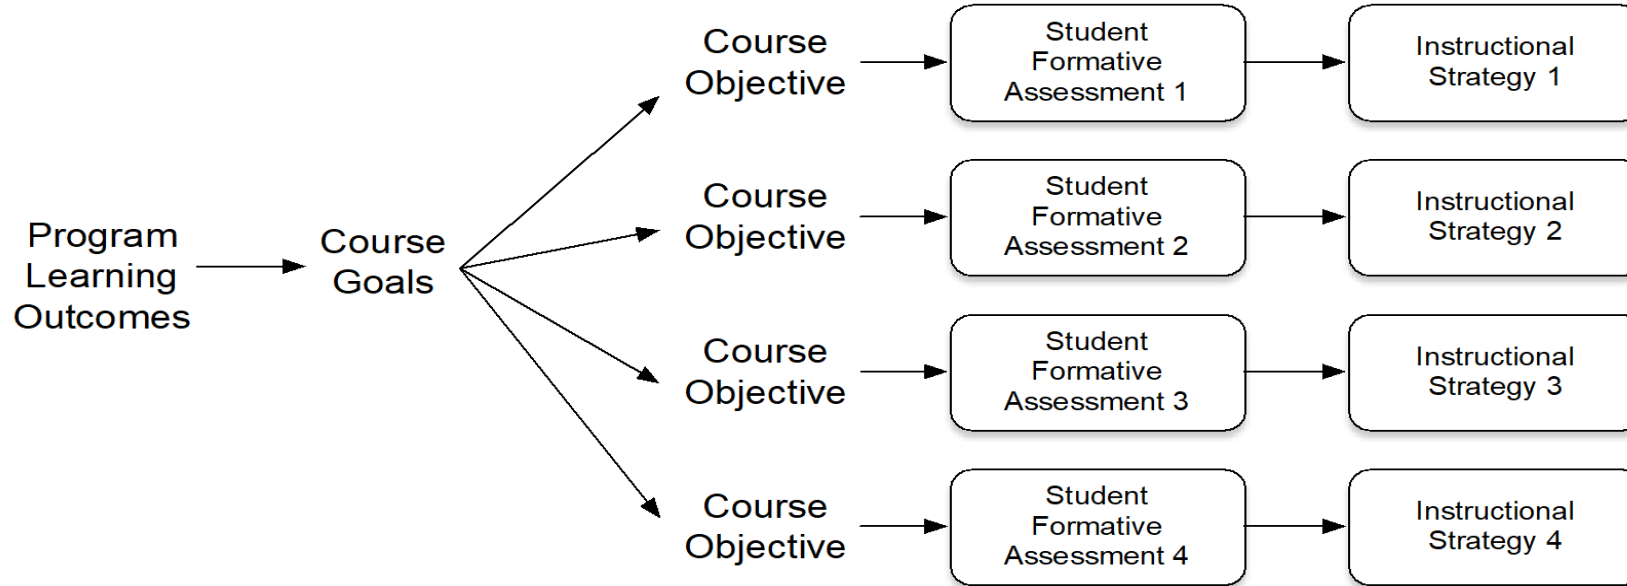 Program
Learning
Outcomes
Course
Goals
Course
Objective
Student
Formative
Assessment 1
Instructional
Strategy 1
Course
Objective
Student
Formative
Assessment 2
Instructional
Strategy 2
Course
Objective
Student
Formative
Assessment 3
Instructional
Strategy 3
Course
Objective
Student
Formative
Assessment 4
Instructional
Strategy 4